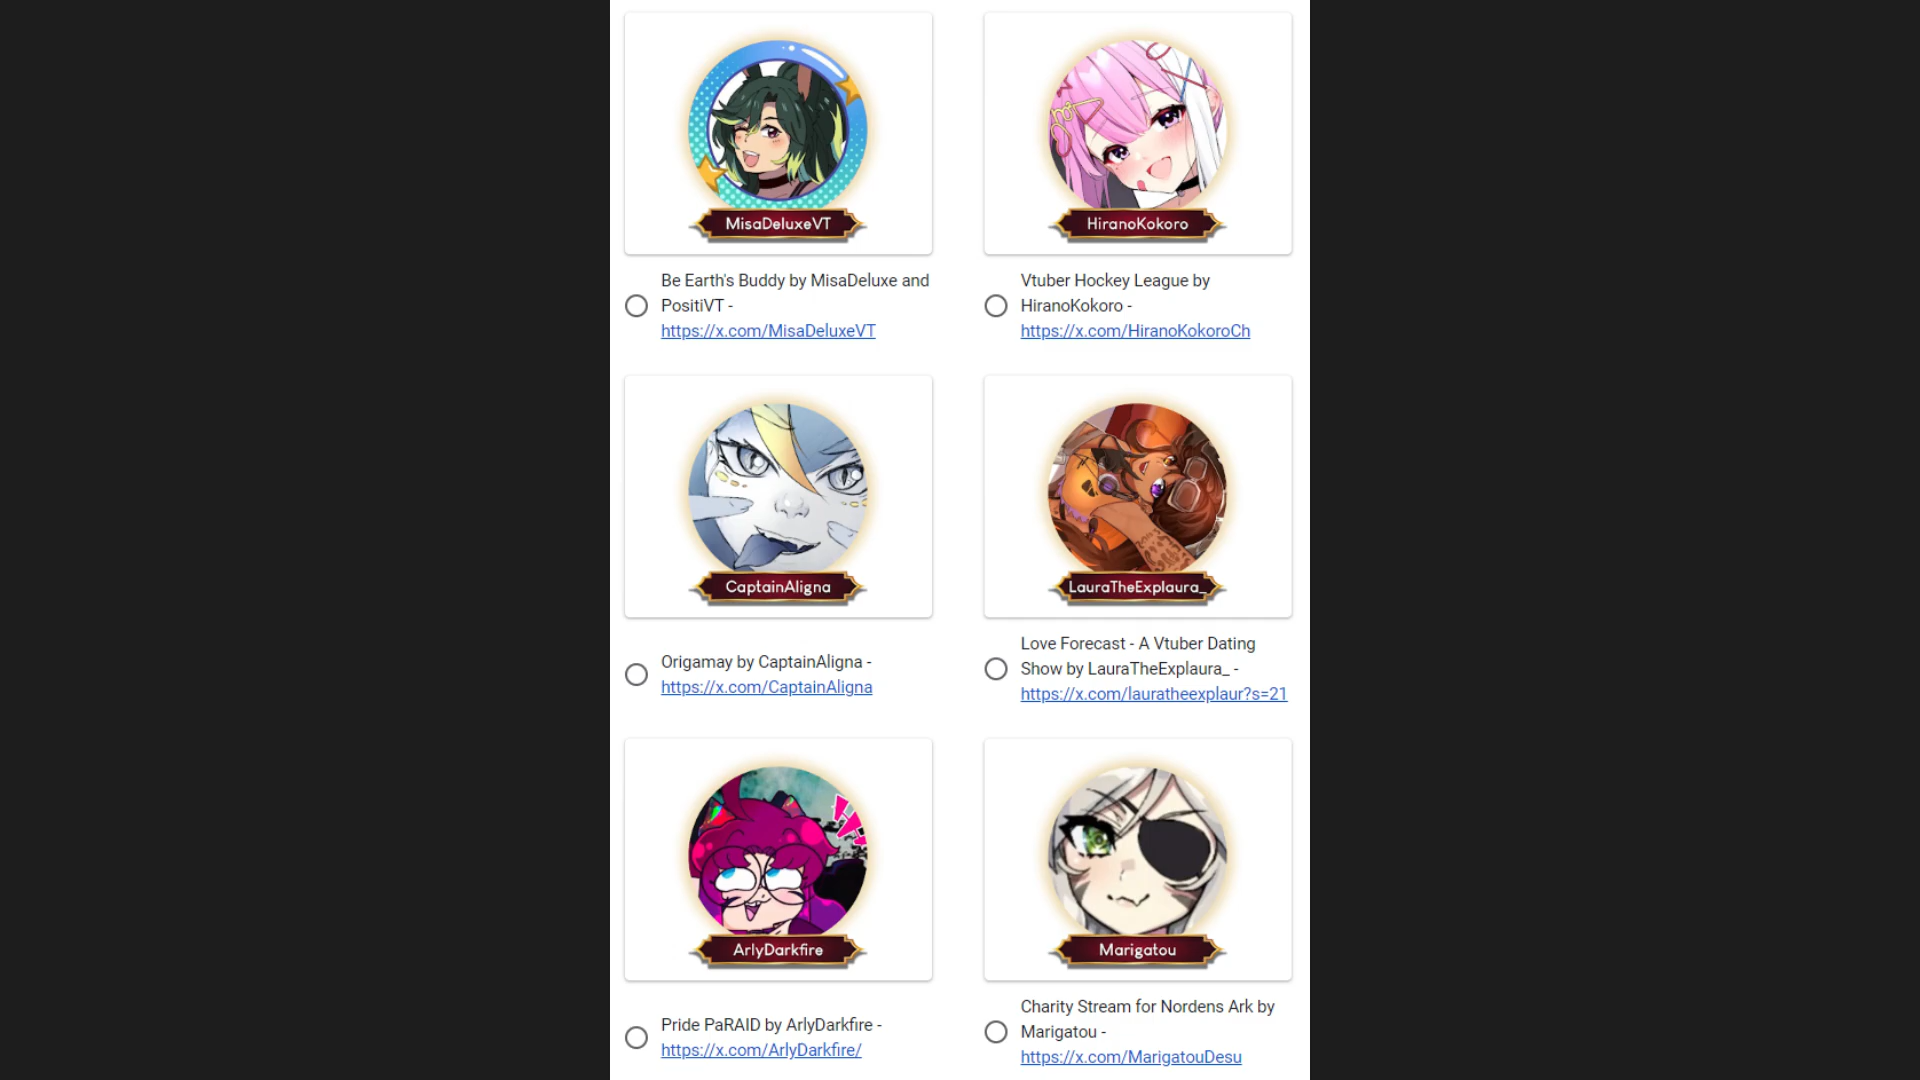 MisaDeluxeVT
HiranoKokoro
Be Earth's Buddy by MisaDeluxe and
PositiVT -
https://x.com/MisaDeluxeVT
Vtuber Hockey League by
HiranoKokoro -
https://x.com/HiranoKokoroCh
CaptainAligna
LauraTheExplaura_
Origamay by CaptainAligna -
https://x.com/CaptainAligna
Love Forecast - A Vtuber Dating
Show by LauraTheExplaura_ -
https://x.com/lauratheexplaur?s=21
ArlyDarkfire
Marigatou
Pride PaRAID by ArlyDarkfire -
https://x.com/ArlyDarkfire/
Charity Stream for Nordens Ark by
Marigatou -
https://x.com/MarigatouDesu